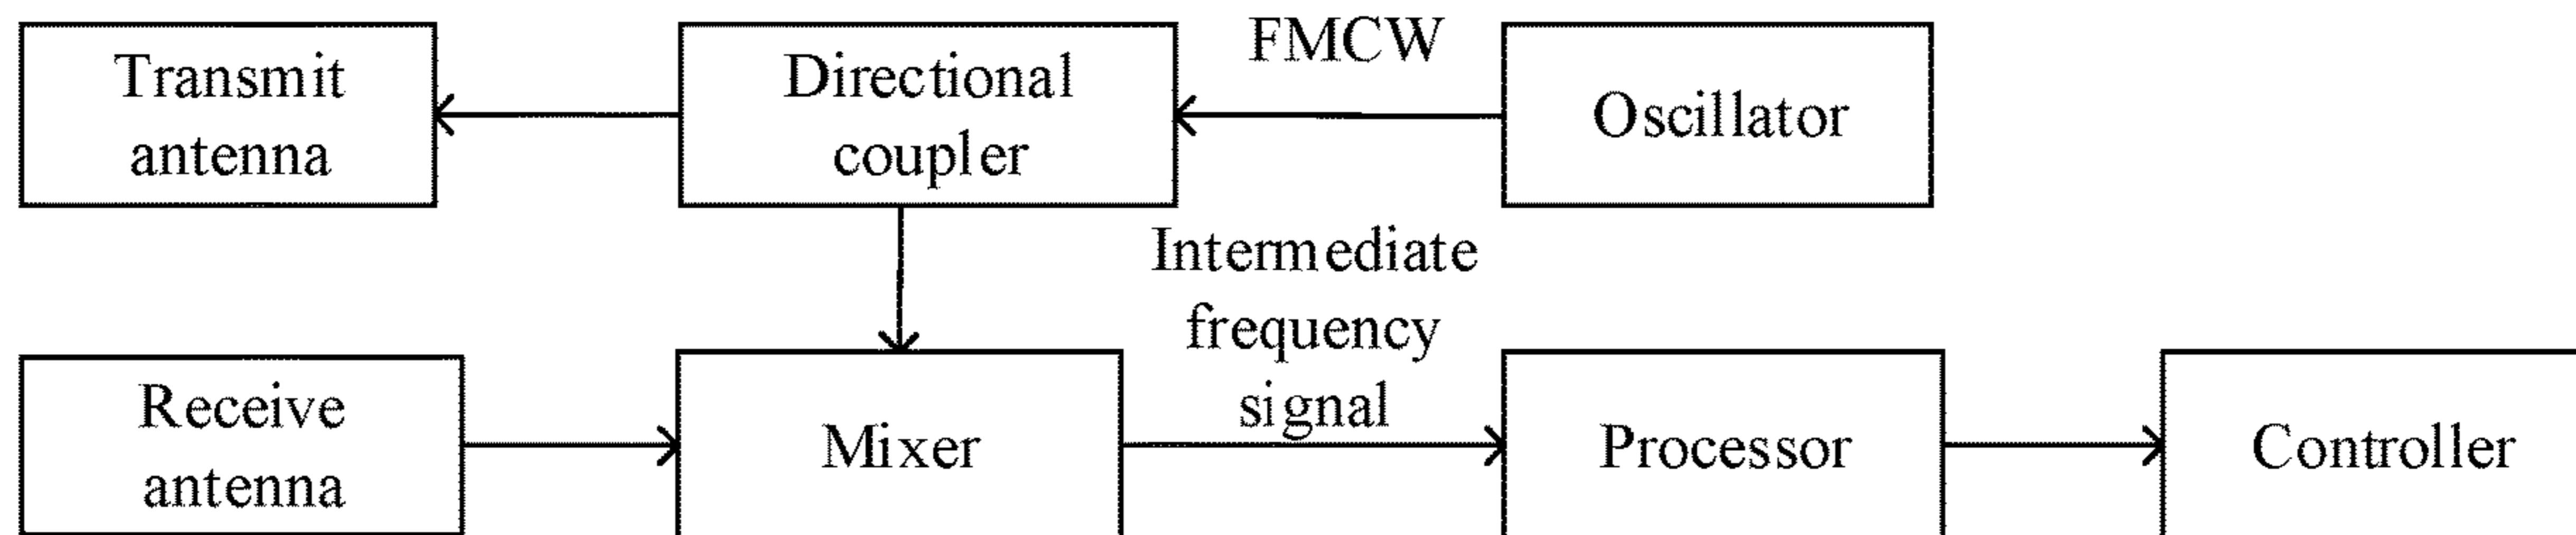 Transmit
antenna
Directional
coupler
FMCW
Oscillator
Intermediate
frequency
signal
Receive
antenna
Mixer
Processor
Controller